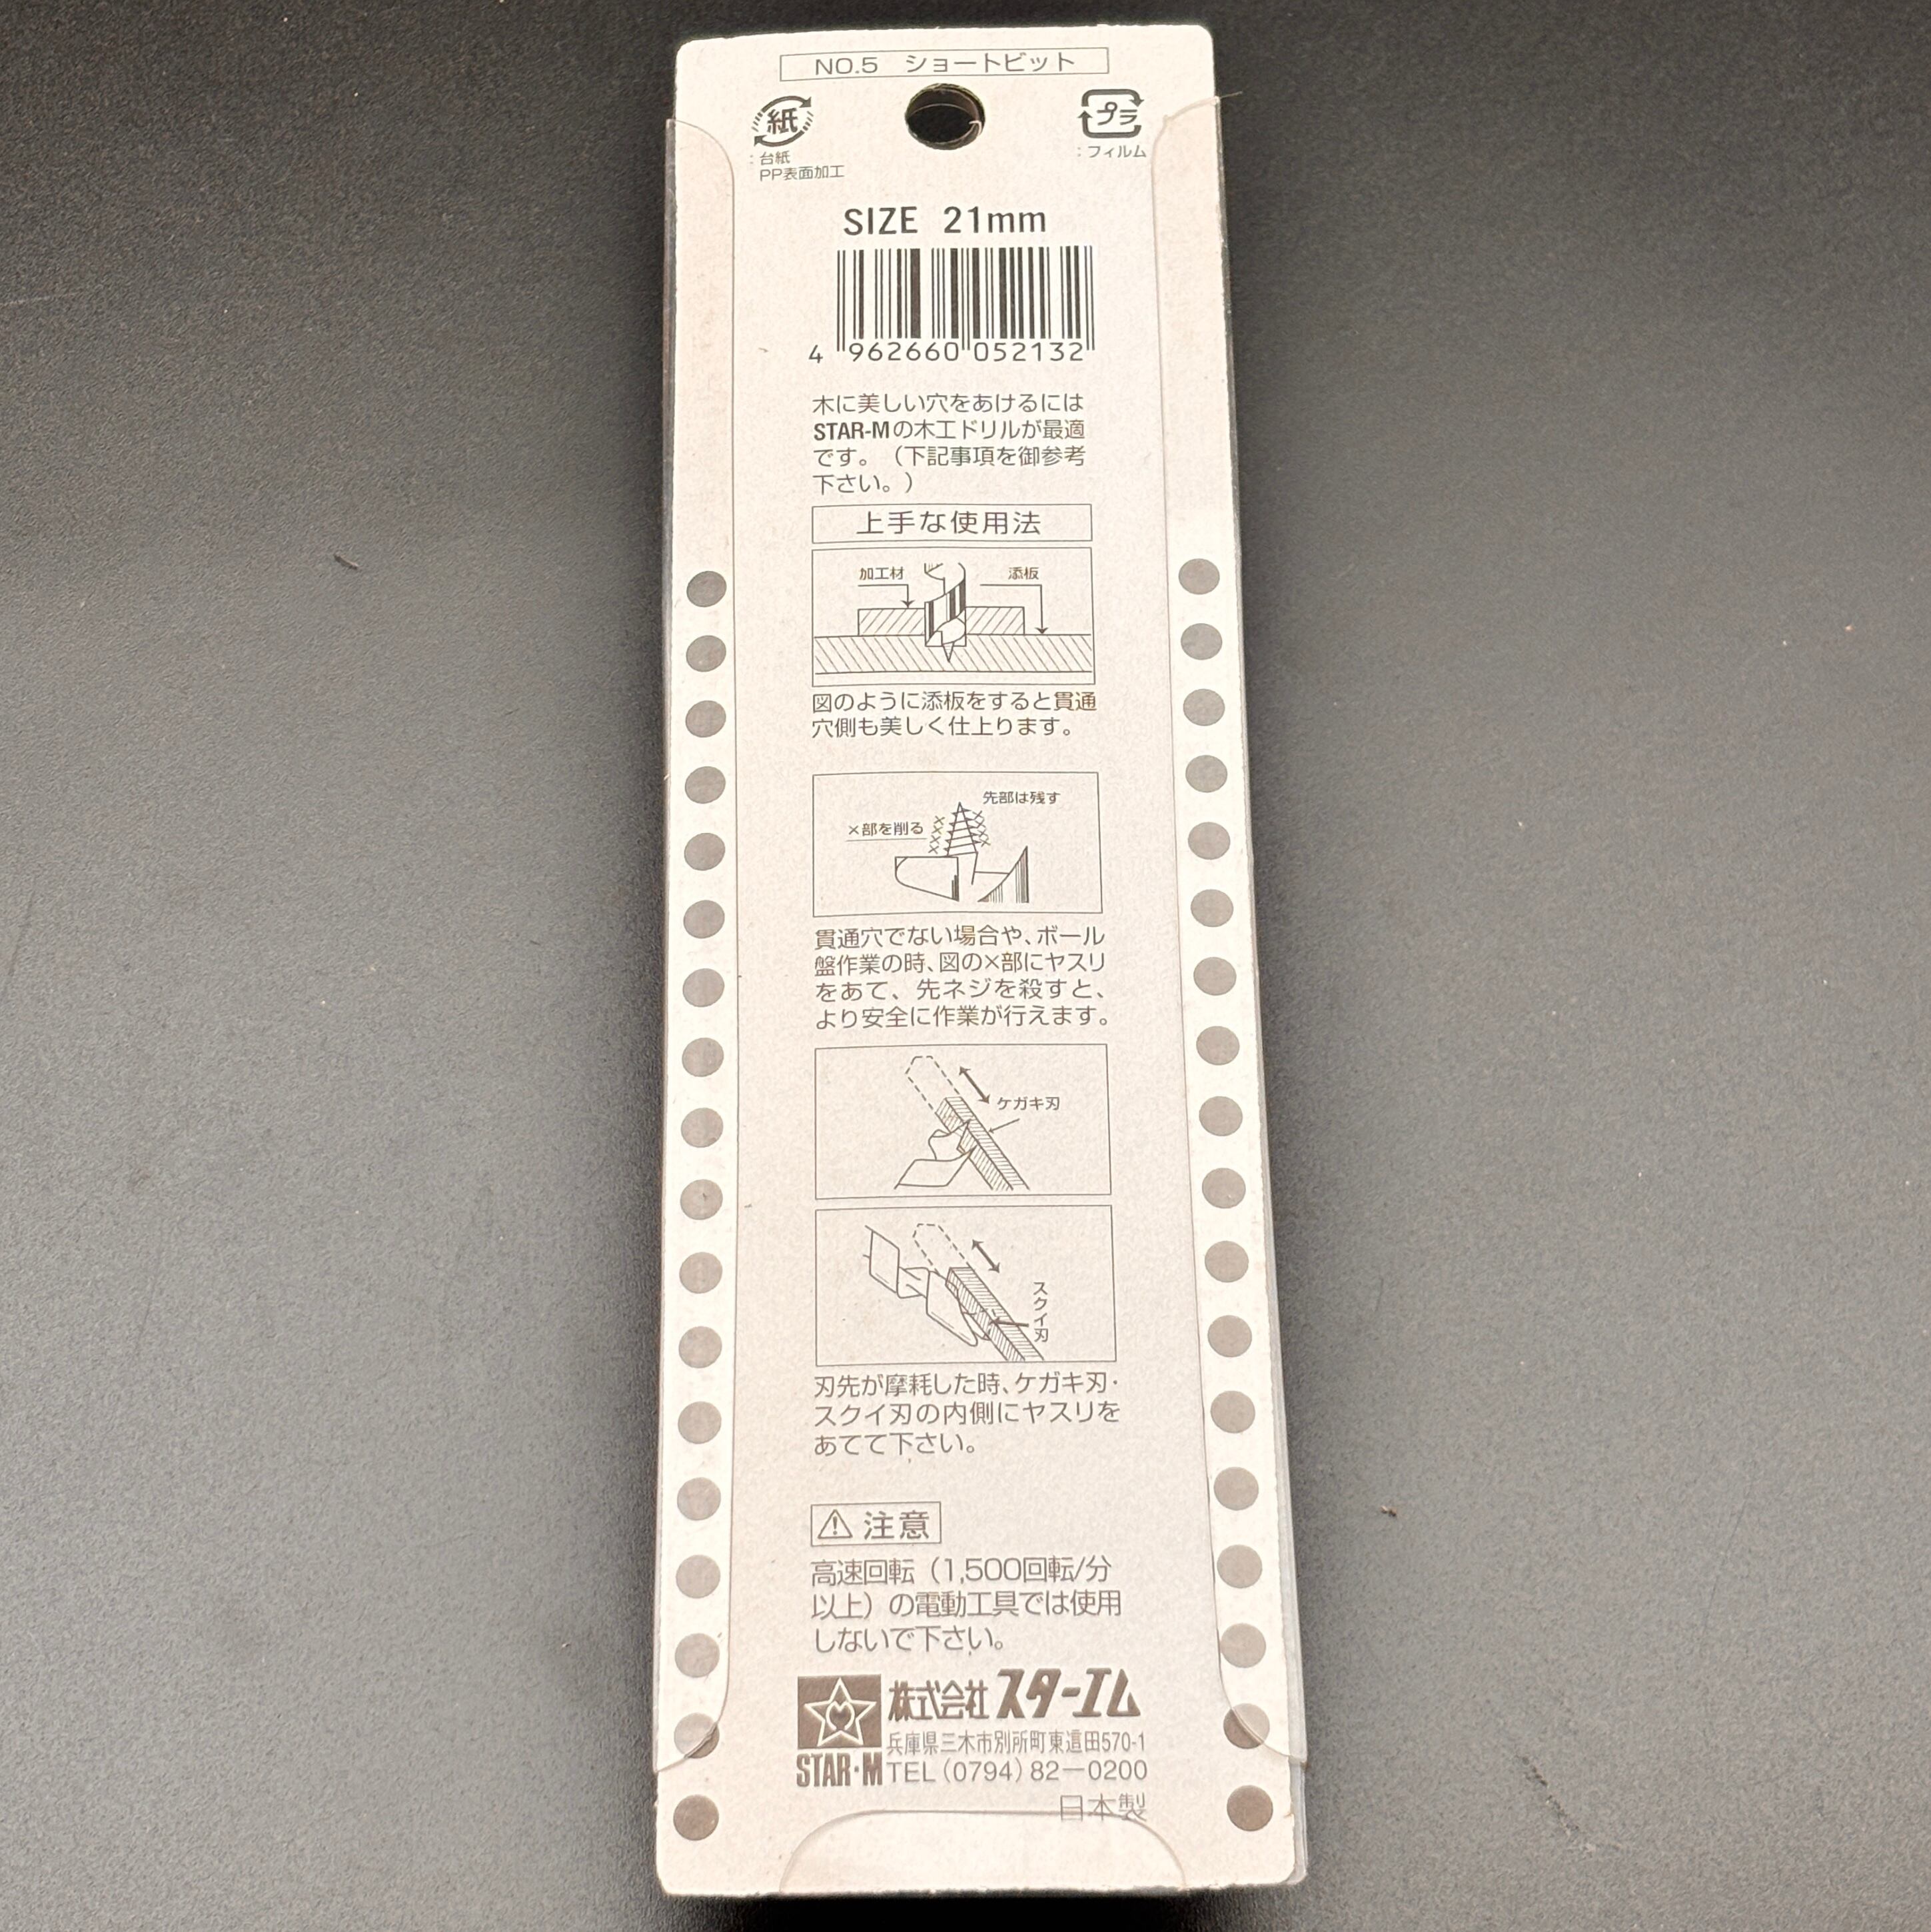 NO.5 ショートビット
紙
プラ
：台紙
PP表面加工
：フィルム
SIZE 21mm
4 962660 052132
木に美しい穴をあけるには
STAR-Mの木工ドリルが最適
です。（下記事項を御参考
下さい。）
上手な使用法
加工材
添板
図のように添板をすると貫通
穴側も美しく仕上ります。
先部は残す
×部を削る
貫通穴でない場合や、ボール
盤作業の時、図の×部にヤスリ
をあて、先ネジを殺すと、
より安全に作業が行えます。
ケガキ刃
スクイ刃
刃先が摩耗した時、ケガキ刃・
スクイ刃の内側にヤスリを
あてて下さい。
⚠ 注意
高速回転（1,500回転/分
以上）の電動工具では使用
しないで下さい。
株式会社スターエム
兵庫県三木市別所町東這田570-1
STAR・M TEL（0794）82―0200
日本製